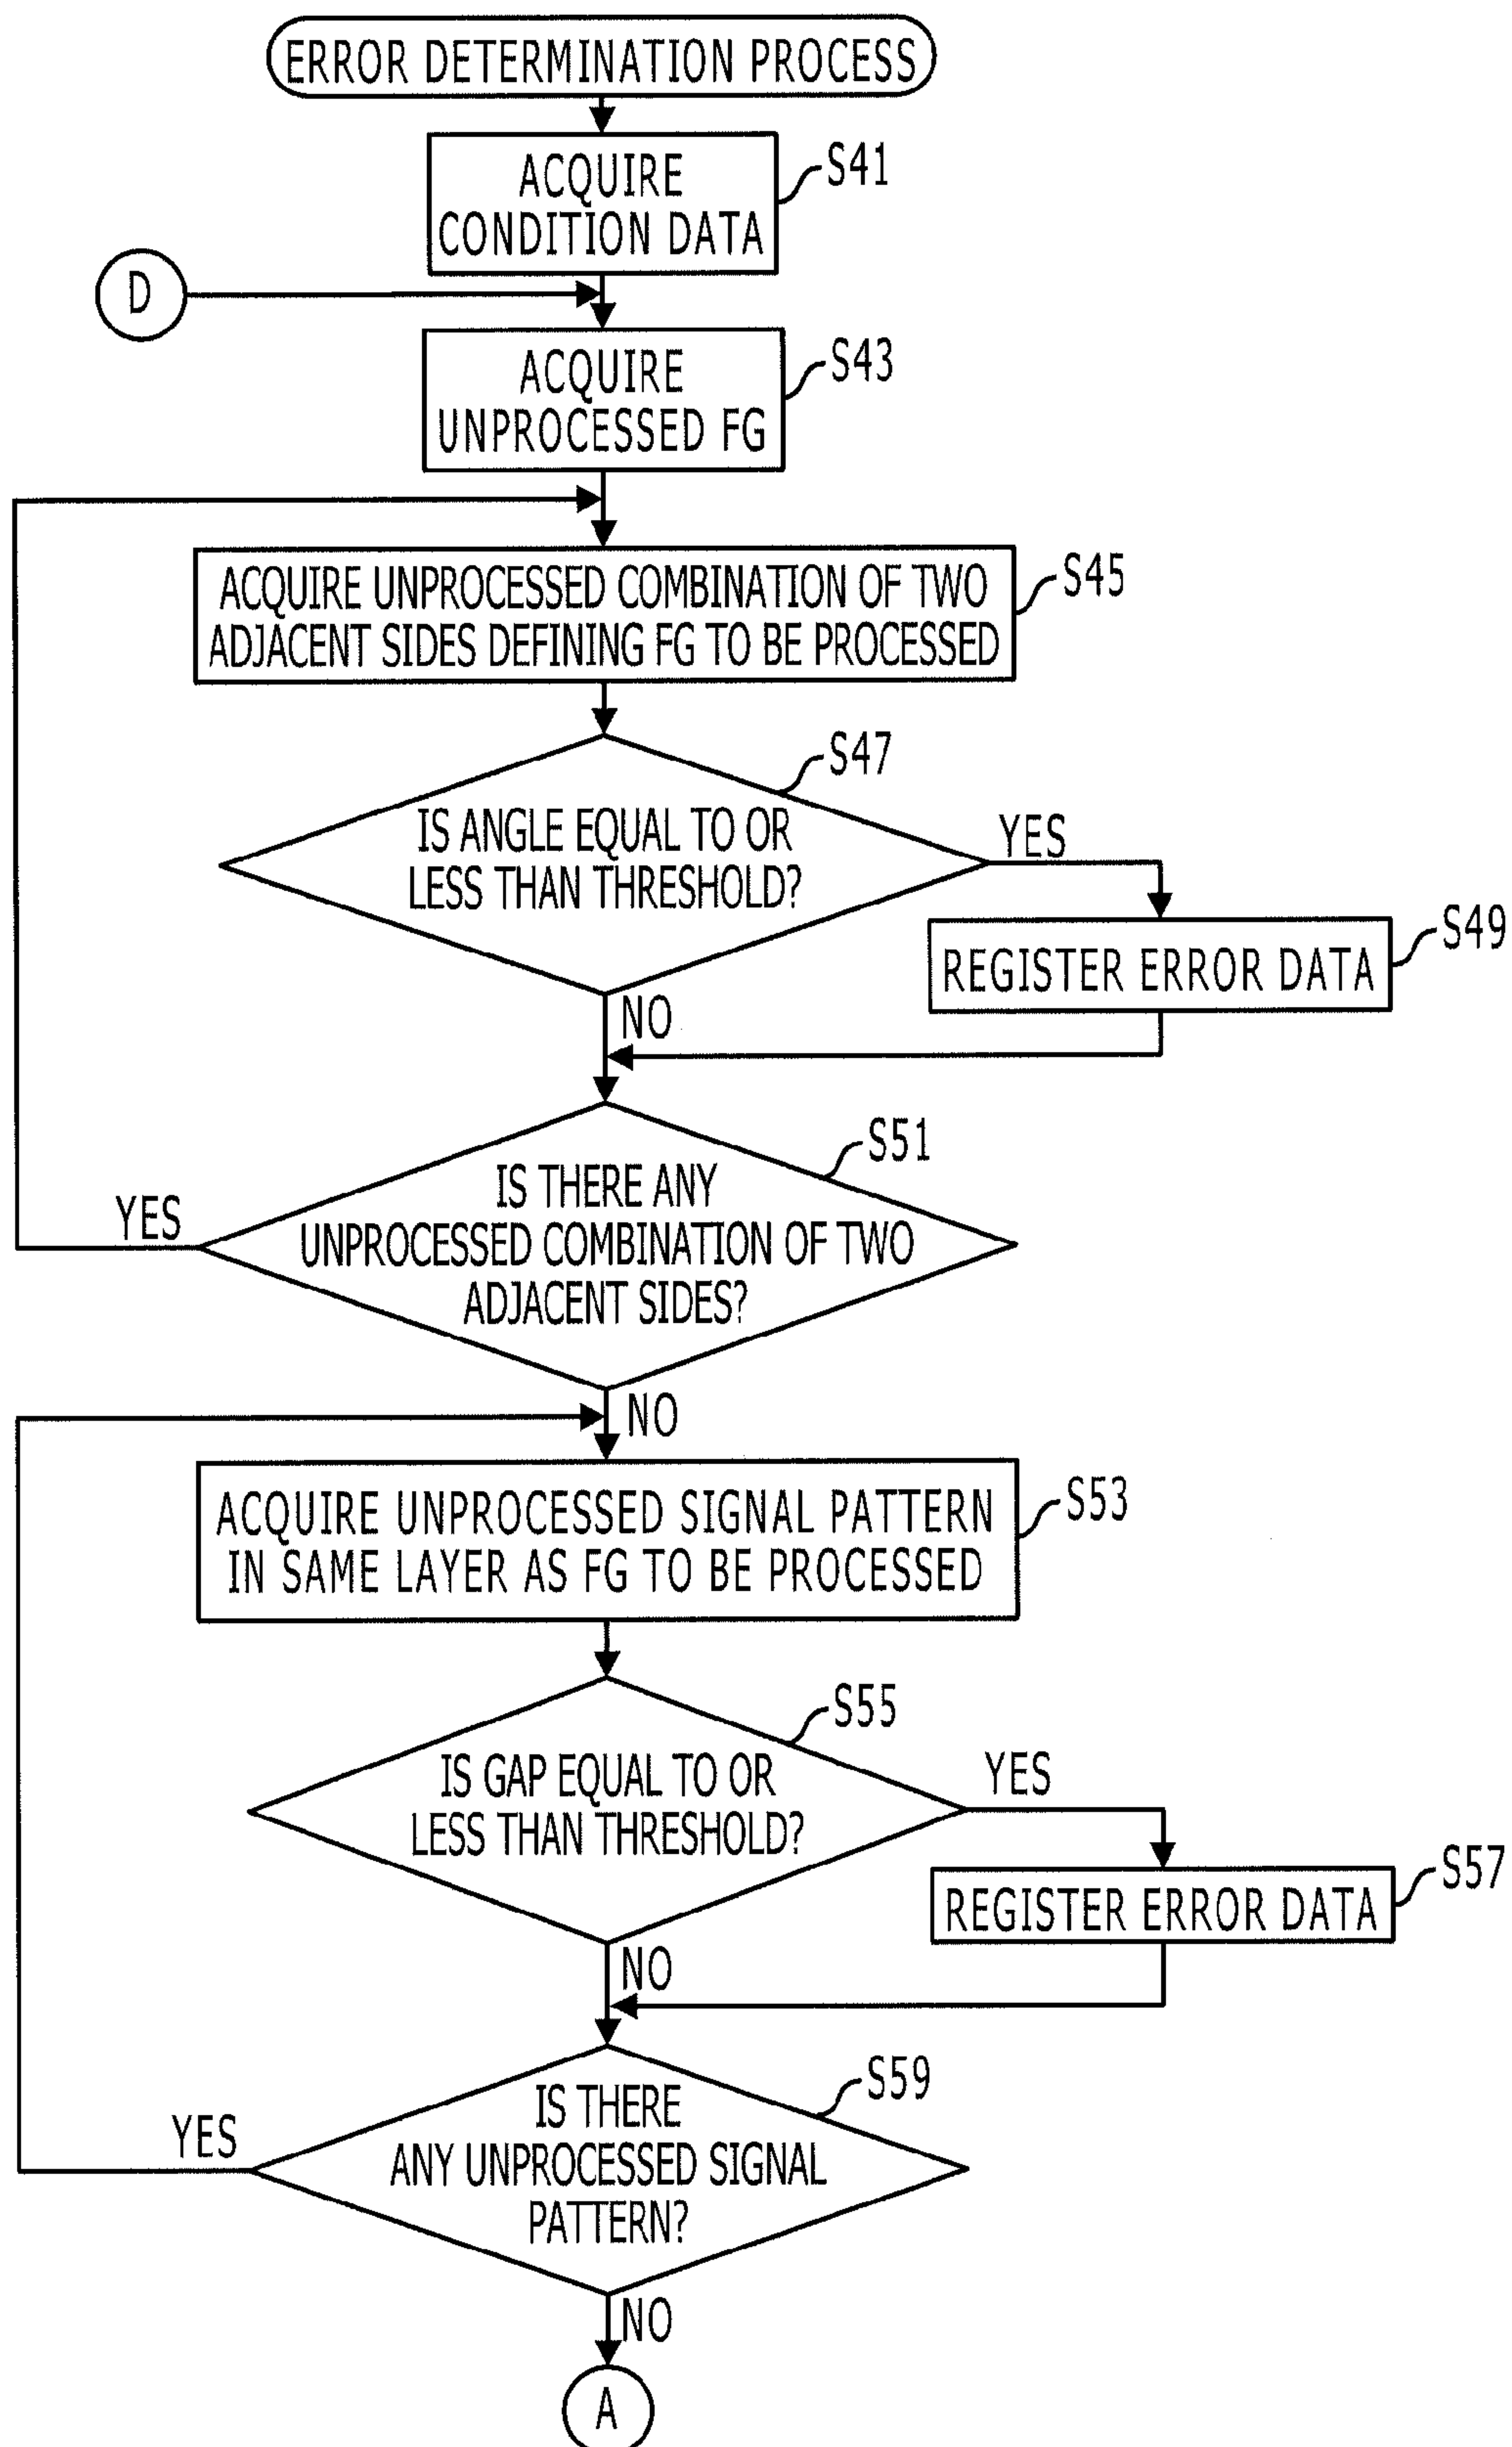 ERROR DETERMINATION PROCESS
ACQUIRE
CONDITION DATA
S41
D
ACQUIRE
UNPROCESSED FG
S43
ACQUIRE UNPROCESSED COMBINATION OF TWO
ADJACENT SIDES DEFINING FG TO BE PROCESSED
S45
S47
IS ANGLE EQUAL TO OR
LESS THAN THRESHOLD?
YES
S49
REGISTER ERROR DATA
NO
S51
IS THERE ANY
UNPROCESSED COMBINATION OF TWO
ADJACENT SIDES?
YES
NO
ACQUIRE UNPROCESSED SIGNAL PATTERN
IN SAME LAYER AS FG TO BE PROCESSED
S53
S55
IS GAP EQUAL TO OR
LESS THAN THRESHOLD?
YES
S57
REGISTER ERROR DATA
NO
S59
IS THERE
ANY UNPROCESSED SIGNAL
PATTERN?
YES
NO
A